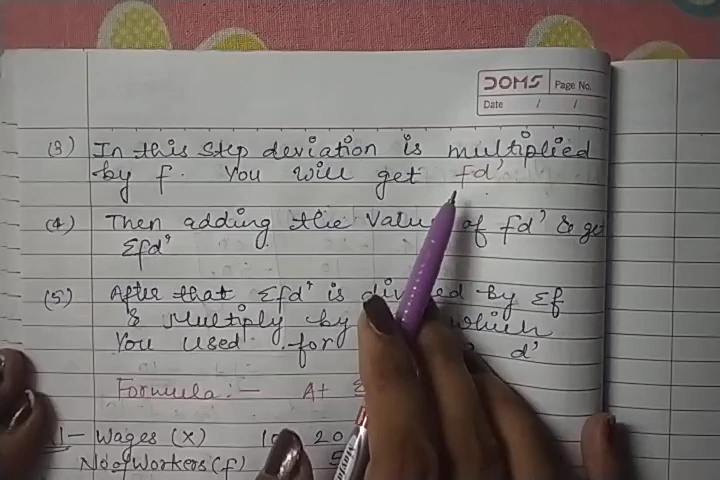 DOMS Page No.
Date / /
(3) In this step deviation is multiplied
by f. You will get fd'
(4) Then adding the value of fd' & get
Σfd'
(5) After that Σfd' is divided by Σf
& Multiply by which
You used for d'
Formula :- A+
1- Wages (X) 20
No of Workers (f) 5